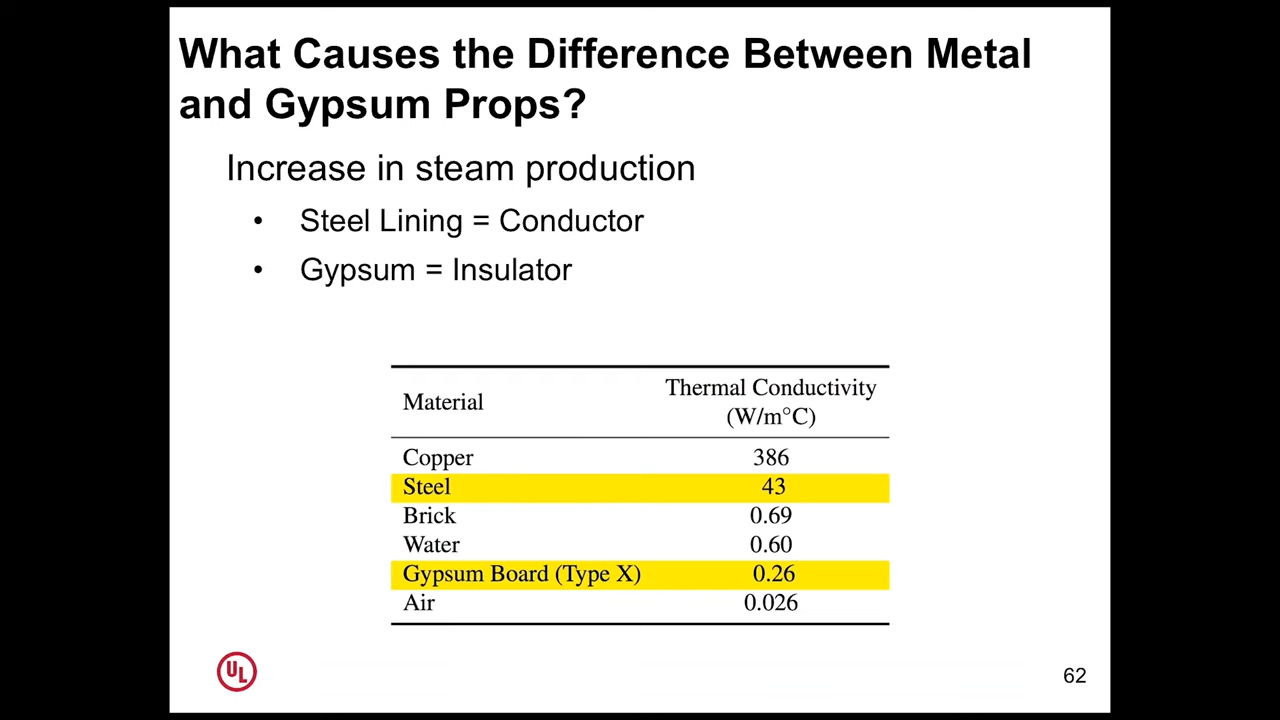 What Causes the Difference Between Metal
and Gypsum Props?
Increase in steam production
• Steel Lining = Conductor
• Gypsum = Insulator
Material Thermal Conductivity
(W/m°C)
Copper 386
Steel 43
Brick 0.69
Water 0.60
Gypsum Board (Type X) 0.26
Air 0.026
UL
62